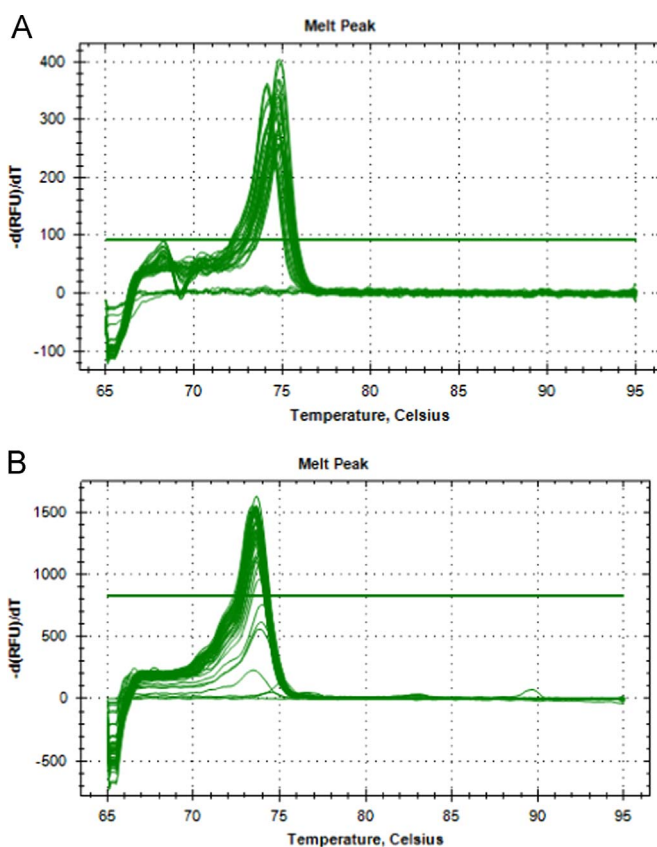 A
Melt Peak
400
300
200
100
0
-100
-d(RFU)/dT
65 70 75 80 85 90 95
Temperature, Celsius
B
Melt Peak
1500
1000
500
0
-500
-d(RFU)/dT
65 70 75 80 85 90 95
Temperature, Celsius